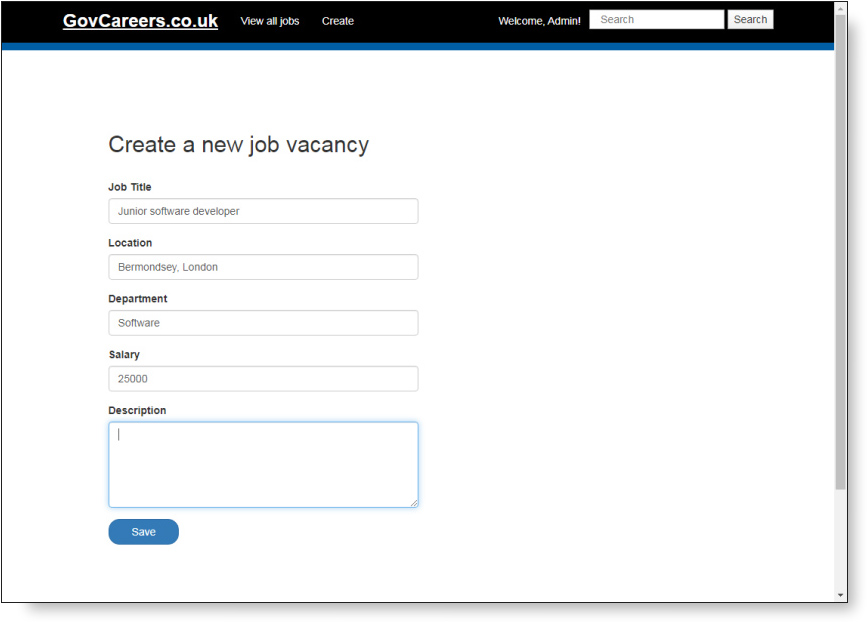 GovCareers.co.uk View all jobs Create Welcome, Admin! Search Search
Create a new job vacancy
Job Title
Junior software developer
Location
Bermondsey, London
Department
Software
Salary
25000
Description
Save